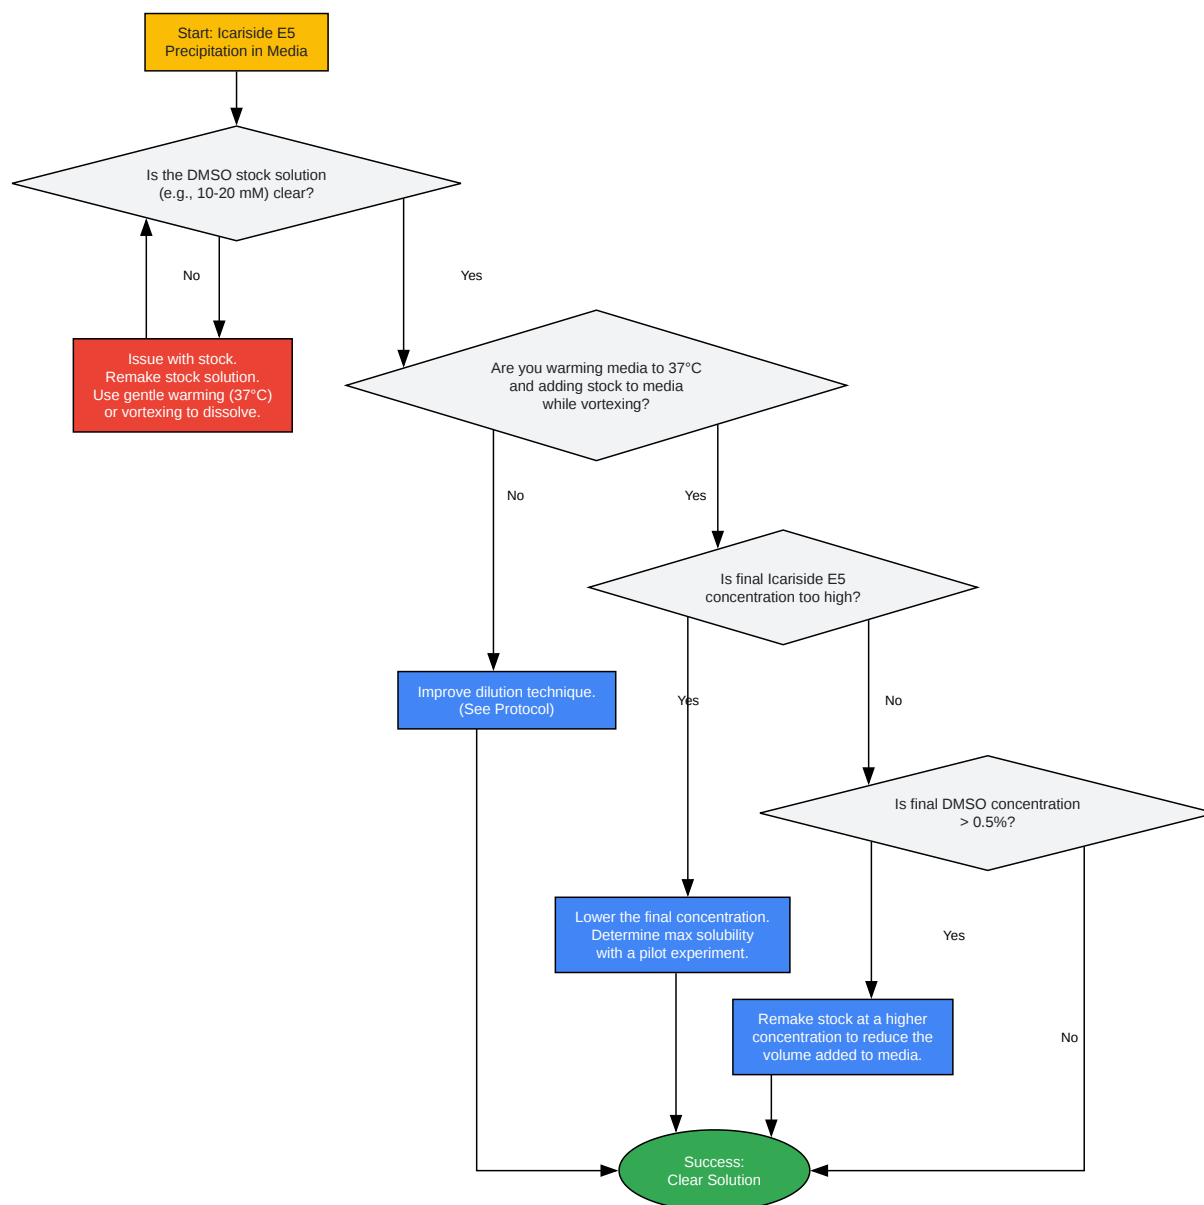 Start: Icariside E5
Precipitation in Media
Is the DMSO stock solution
(e.g., 10-20 mM) clear?
No
Yes
Issue with stock.
Remake stock solution.
Use gentle warming (37°C)
or vortexing to dissolve.
Are you warming media to 37°C
and adding stock to media
while vortexing?
No
Yes
Is final Icariside E5
concentration too high?
Improve dilution technique.
(See Protocol)
Yes
No
Is final DMSO concentration
> 0.5%?
Lower the final concentration.
Determine max solubility
with a pilot experiment.
Yes
Remake stock at a higher
concentration to reduce the
volume added to media.
No
Success:
Clear Solution